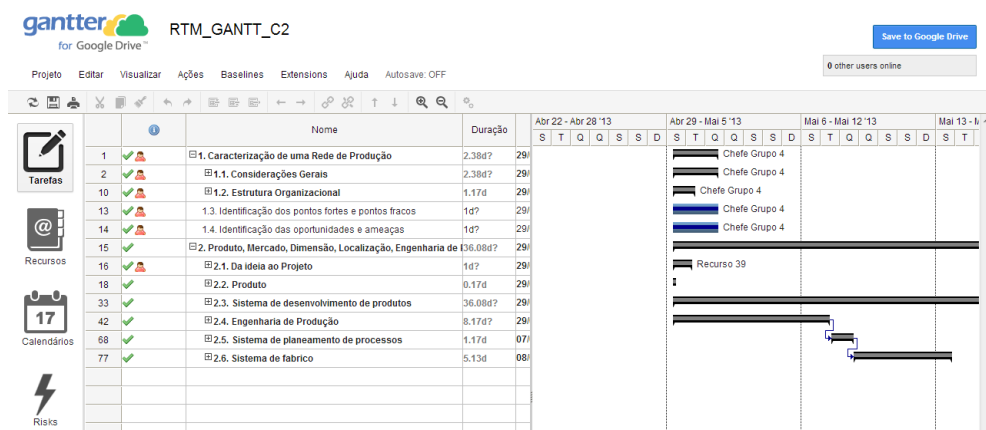 gantter
for Google Drive™
RTM_GANTT_C2
Save to Google Drive
0 other users online
Projeto Editar Visualizar Ações Baselines Extensions Ajuda Autosave: OFF
Nome Duração
Abr 22 - Abr 28 '13 Abr 29 - Mai 5 '13 Mai 6 - Mai 12 '13 Mai 13 - M
S T Q Q S S D S T Q Q S S D S T Q Q S S D S T
1 1. Caracterização de uma Rede de Produção 2.38d? 29/ Chefe Grupo 4
2 1.1. Considerações Gerais 2.38d? 29/ Chefe Grupo 4
10 1.2. Estrutura Organizacional 1.17d 29/ Chefe Grupo 4
13 1.3. Identificação dos pontos fortes e pontos fracos 1d? 29/ Chefe Grupo 4
14 1.4. Identificação das oportunidades e ameaças 1d? 29/ Chefe Grupo 4
15 2. Produto, Mercado, Dimensão, Localização, Engenharia de 36.08d? 29/
16 2.1. Da ideia ao Projeto 1d? 29/ Recurso 39
18 2.2. Produto 0.17d 29/
33 2.3. Sistema de desenvolvimento de produtos 36.08d? 29/
42 2.4. Engenharia de Produção 8.17d? 29/
68 2.5. Sistema de planeamento de processos 1.17d 07/
77 2.6. Sistema de fabrico 5.13d 08/
Tarefas
@
Recursos
17
Calendários
Risks